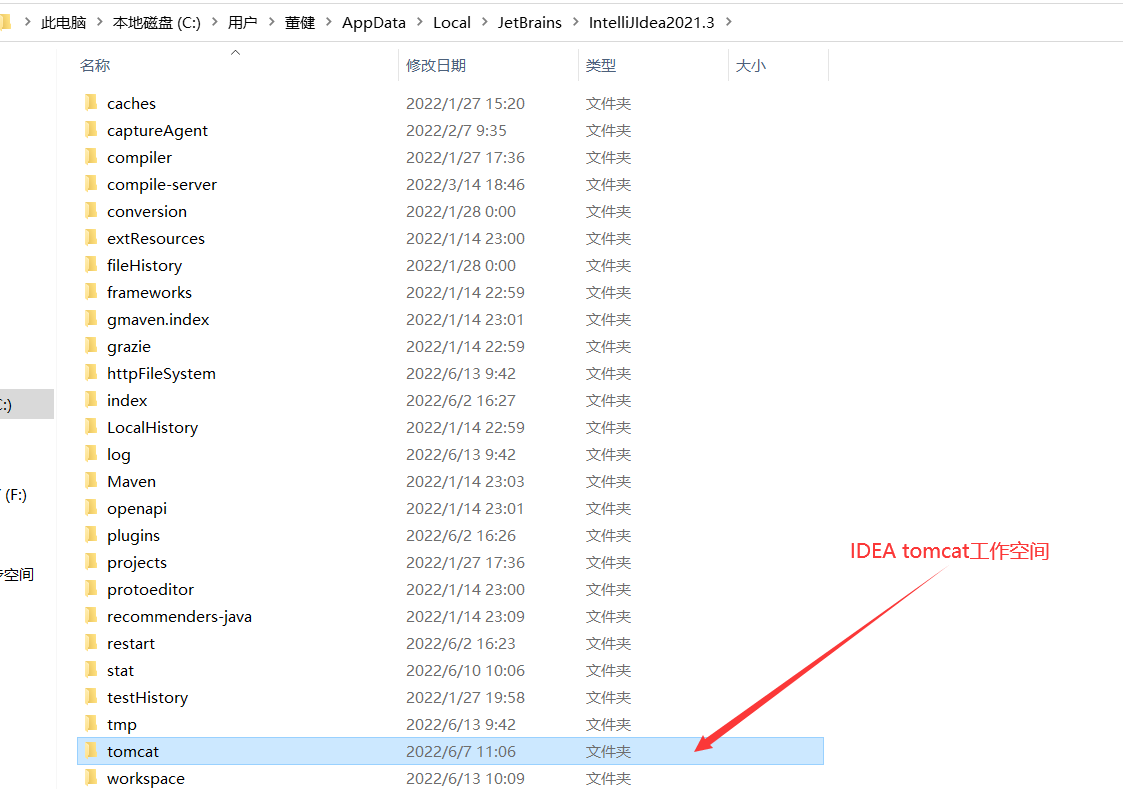 此电脑 > 本地磁盘 (C:) > 用户 > 董健 > AppData > Local > JetBrains > IntelliJIdea2021.3 >
名称 修改日期 类型 大小
caches 2022/1/27 15:20 文件夹
captureAgent 2022/2/7 9:35 文件夹
compiler 2022/1/27 17:36 文件夹
compile-server 2022/3/14 18:46 文件夹
conversion 2022/1/28 0:00 文件夹
extResources 2022/1/14 23:00 文件夹
fileHistory 2022/1/28 0:00 文件夹
frameworks 2022/1/14 22:59 文件夹
gmaven.index 2022/1/14 23:01 文件夹
grazie 2022/1/14 22:59 文件夹
httpFileSystem 2022/6/13 9:42 文件夹
:) index 2022/6/2 16:27 文件夹
LocalHistory 2022/1/14 22:59 文件夹
log 2022/6/13 9:42 文件夹
Maven 2022/1/14 23:03 文件夹
(F:) openapi 2022/1/14 23:01 文件夹
plugins 2022/6/2 16:26 文件夹
IDEA tomcat工作空间
projects 2022/1/27 17:36 文件夹
空间 protoeditor 2022/1/14 23:00 文件夹
recommenders-java 2022/1/14 23:09 文件夹
restart 2022/6/2 16:23 文件夹
stat 2022/6/10 10:06 文件夹
testHistory 2022/1/27 19:58 文件夹
tmp 2022/6/13 9:42 文件夹
tomcat 2022/6/7 11:06 文件夹
workspace 2022/6/13 10:09 文件夹